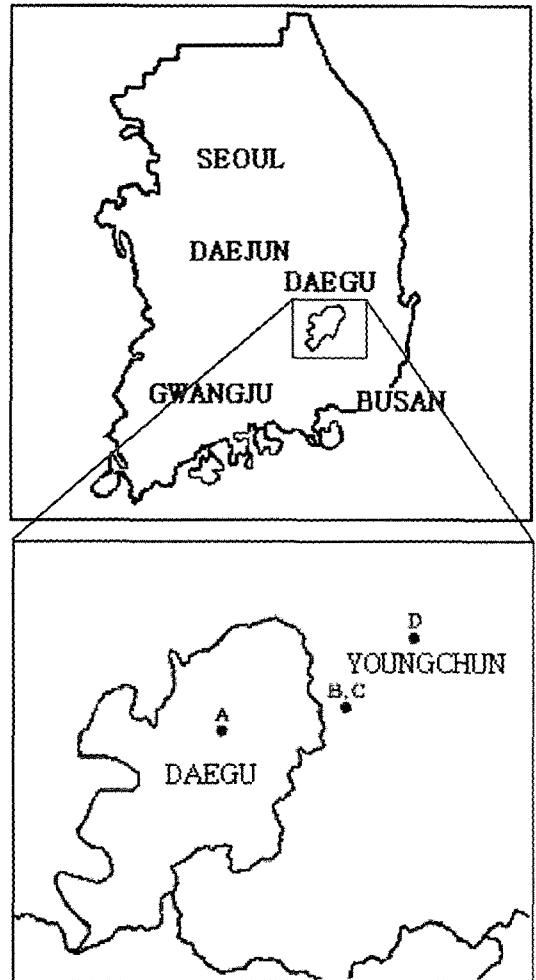 SEOUL
DAEJUN
DAEGU
GWANGJU
BUSAN
D
YOUNGCHUN
B,C
A
DAEGU